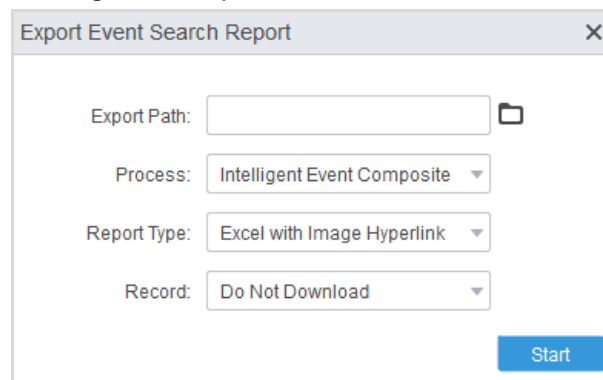 Export Event Search Report
Export Path:
Process: Intelligent Event Composite
Report Type: Excel with Image Hyperlink
Record: Do Not Download
Start